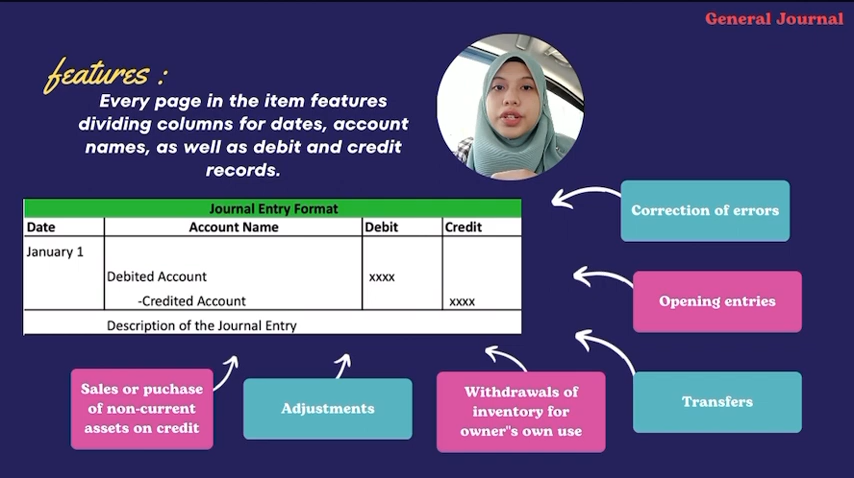 General Journal
features :
Every page in the item features
dividing columns for dates, account
names, as well as debit and credit
records.
Journal Entry Format
Date Account Name Debit Credit
January 1
Debited Account xxxx
-Credited Account xxxx
Description of the Journal Entry
Correction of errors
Opening entries
Transfers
Sales or puchase
of non-current
assets on credit
Adjustments
Withdrawals of
inventory for
owner"s own use